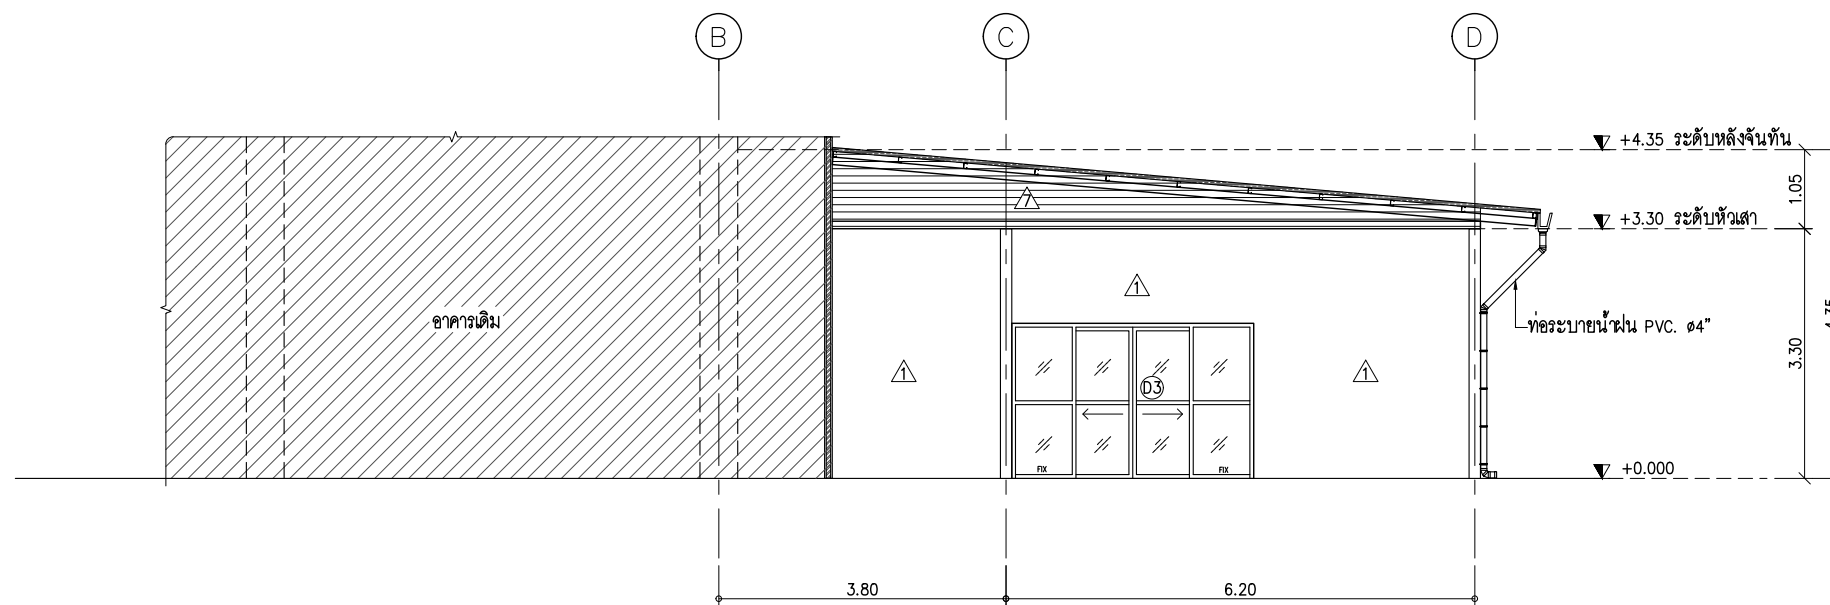 B
C
D
+4.35 ระดับหลังจันทัน
1.05
7
+3.30 ระดับหัวเสา
1
อาคารเดิม
ท่อระบายน้ำฝน PVC. ø4"
4.35
3.30
1
D3
1
FIX
FIX
+0.000
3.80
6.20